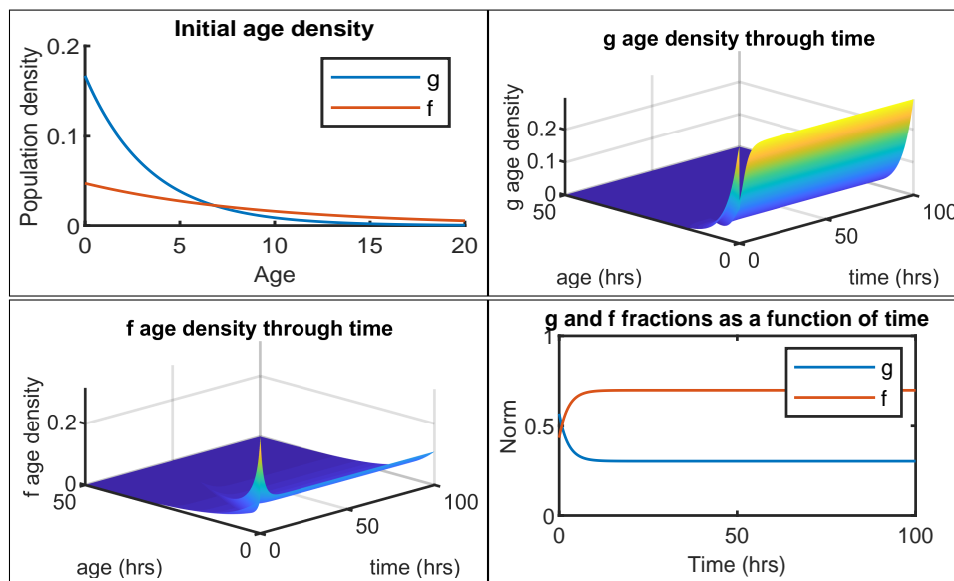 Initial age density
Population density
0.2
0.1
0
g
f
0
5
10
15
20
Age
g age density through time
g age density
0.2
0.1
0
50
0
0
50
100
age (hrs)
time (hrs)
f age density through time
f age density
0.2
0
50
0
0
50
100
age (hrs)
time (hrs)
g and f fractions as a function of time
Norm
1
0.5
0
g
f
0
50
100
Time (hrs)